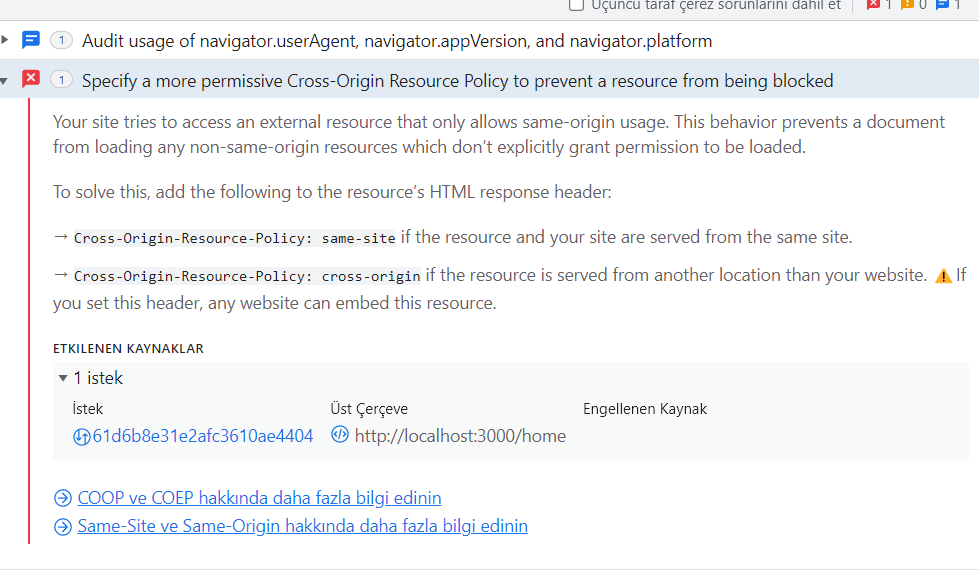 Üçüncü taraf çerez sorunlarını dahil et 1 0 1
1 Audit usage of navigator.userAgent, navigator.appVersion, and navigator.platform
1 Specify a more permissive Cross-Origin Resource Policy to prevent a resource from being blocked
Your site tries to access an external resource that only allows same-origin usage. This behavior prevents a document
from loading any non-same-origin resources which don’t explicitly grant permission to be loaded.
To solve this, add the following to the resource’s HTML response header:
→ Cross-Origin-Resource-Policy: same-site if the resource and your site are served from the same site.
→ Cross-Origin-Resource-Policy: cross-origin if the resource is served from another location than your website. ⚠️If
you set this header, any website can embed this resource.
ETKİLENEN KAYNAKLAR
1 istek
İstek Üst Çerçeve Engellenen Kaynak
61d6b8e31e2afc3610ae4404 http://localhost:3000/home
COOP ve COEP hakkında daha fazla bilgi edinin
Same-Site ve Same-Origin hakkında daha fazla bilgi edinin